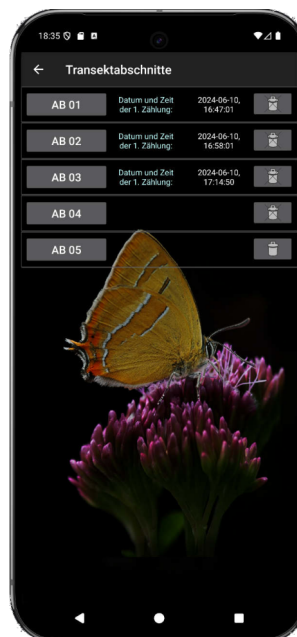 18:35
Transektabschnitte
AB 01 Datum und Zeit der 1. Zählung: 2024-06-10, 16:47:01
AB 02 Datum und Zeit der 1. Zählung: 2024-06-10, 16:58:01
AB 03 Datum und Zeit der 1. Zählung: 2024-06-10, 17:14:50
AB 04
AB 05